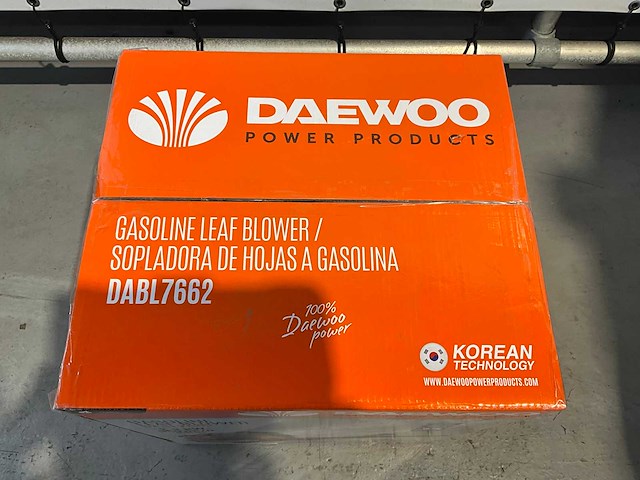 DAEWOO
POWER PRODUCTS
GASOLINE LEAF BLOWER /
SOPLADORA DE HOJAS A GASOLINA
DABL7662
100%
Daewoo
power
KOREAN
TECHNOLOGY
WWW.DAEWOOPOWERPRODUCTS.COM